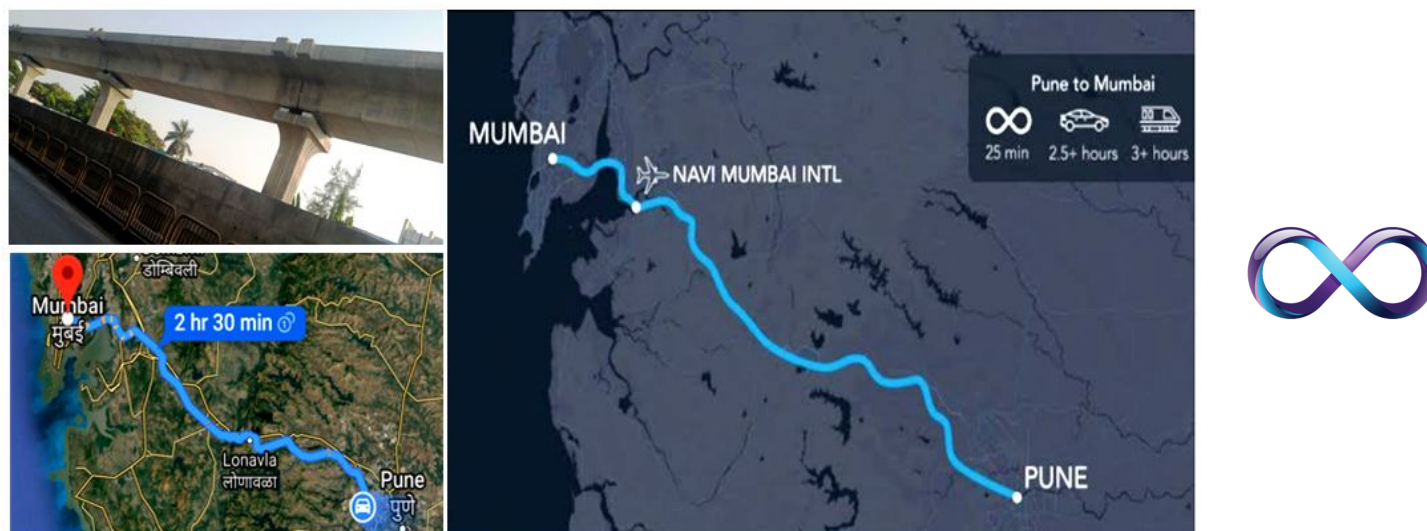 डोम्बिवली
Mumbai
मुंबई
2 hr 30 min
Lonavla
लोणावळा
Pune
पुणे
MUMBAI
NAVI MUMBAI INTL
PUNE
Pune to Mumbai
25 min 2.5+ hours 3+ hours